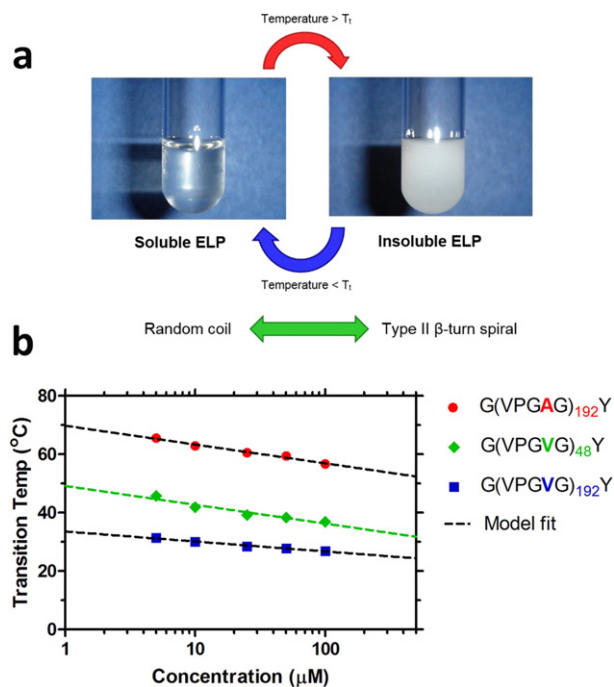 a
Temperature > Tₜ
Soluble ELP
Insoluble ELP
Temperature < Tₜ
Random coil
Type II β-turn spiral
b
Transition Temp (°C)
80
60
40
20
0
1
10
100
Concentration (μM)
G(VPGAG)₁₉₂Y
G(VPGVG)₄₈Y
G(VPGVG)₁₉₂Y
Model fit